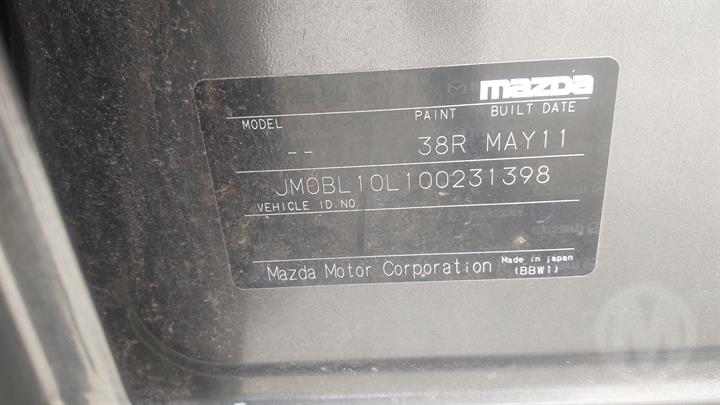 mazda
MODEL PAINT BUILT DATE
-- 38R MAY11
JM0BL10L100231398
VEHICLE ID.NO.
Mazda Motor Corporation Made in japan
(BBW1)
M